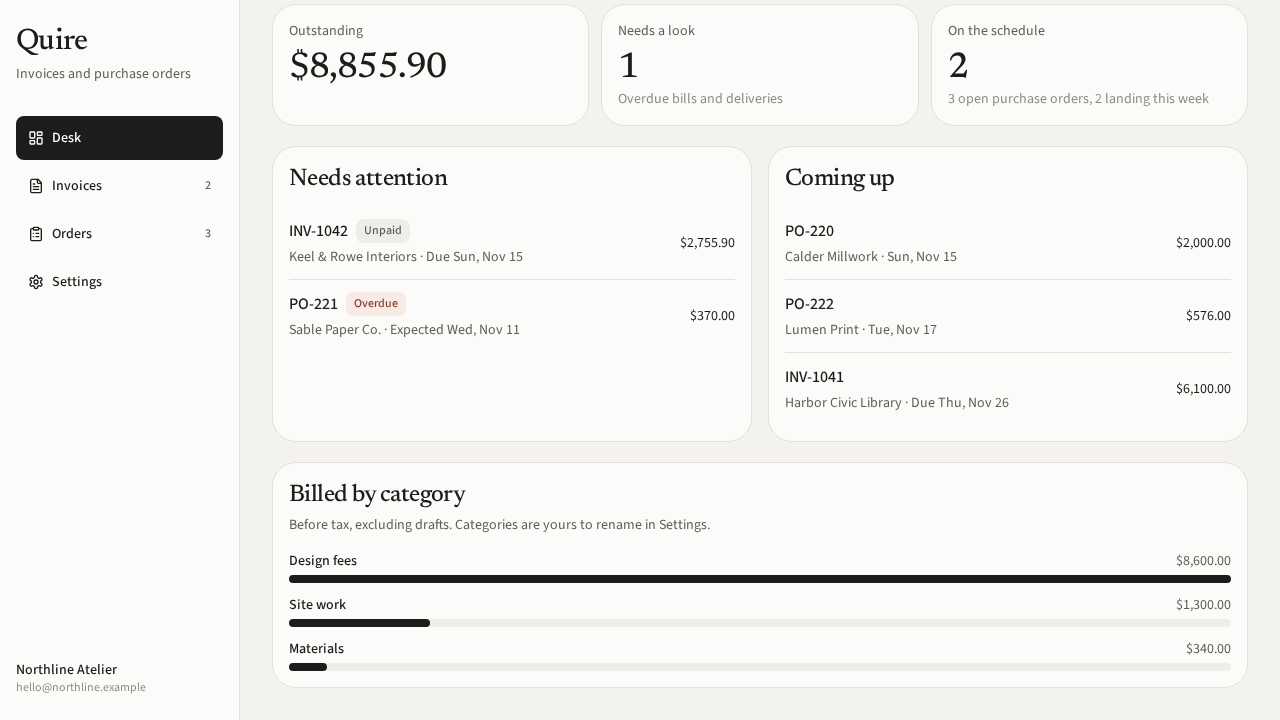 Quire
Invoices and purchase orders
Desk
Invoices 2
Orders 3
Settings
Northline Atelier
hello@northline.example
Outstanding
$8,855.90
Needs a look
1
Overdue bills and deliveries
On the schedule
2
3 open purchase orders, 2 landing this week
Needs attention
INV-1042 Unpaid
$2,755.90
Keel & Rowe Interiors · Due Sun, Nov 15
PO-221 Overdue
$370.00
Sable Paper Co. · Expected Wed, Nov 11
Coming up
PO-220
$2,000.00
Calder Millwork · Sun, Nov 15
PO-222
$576.00
Lumen Print · Tue, Nov 17
INV-1041
$6,100.00
Harbor Civic Library · Due Thu, Nov 26
Billed by category
Before tax, excluding drafts. Categories are yours to rename in Settings.
Design fees $8,600.00
Site work $1,300.00
Materials $340.00